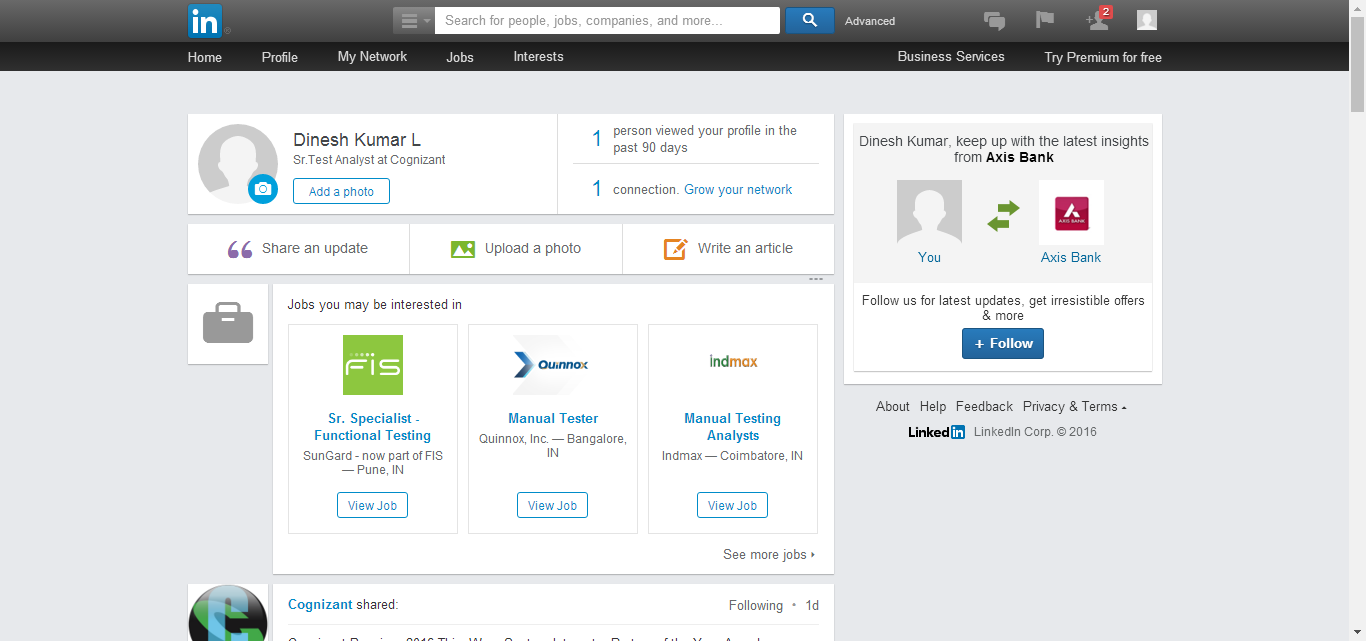 in ®
Search for people, jobs, companies, and more...
Advanced
2
Home Profile My Network Jobs Interests Business Services Try Premium for free
Dinesh Kumar L
Sr.Test Analyst at Cognizant
Add a photo
1 person viewed your profile in the
past 90 days
1 connection. Grow your network
Share an update Upload a photo Write an article
Jobs you may be interested in
FIS
Sr. Specialist -
Functional Testing
SunGard - now part of FIS
— Pune, IN
View Job
Quinnox
Manual Tester
Quinnox, Inc. — Bangalore,
IN
View Job
indmax
Manual Testing
Analysts
Indmax — Coimbatore, IN
View Job
See more jobs
Cognizant shared:
Following • 1d
Dinesh Kumar, keep up with the latest insights
from Axis Bank
AXIS BANK
You Axis Bank
Follow us for latest updates, get irresistible offers
& more
+ Follow
About Help Feedback Privacy & Terms
Linked in LinkedIn Corp. © 2016